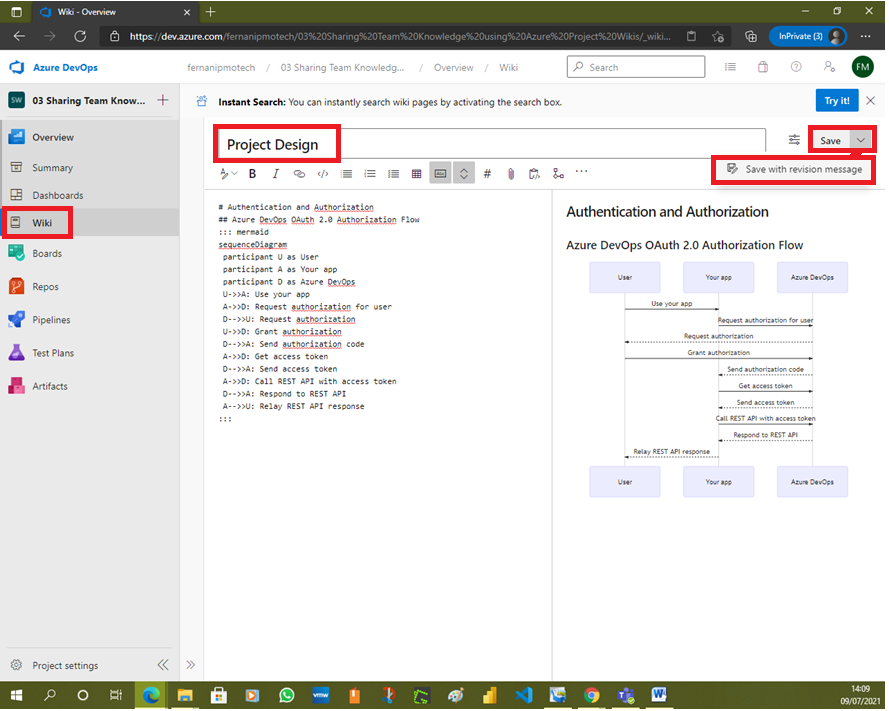 Wiki - Overview
https://dev.azure.com/fernanipmotech/03%20Sharing%20Team%20Knowledge%20using%20Azure%20Project%20Wikis/_wiki...
InPrivate (3)
Azure DevOps
fernanipmotech / 03 Sharing Team Knowledg... / Overview / Wiki
Search
FM
SW
03 Sharing Team Know...
Instant Search: You can instantly search wiki pages by activating the search box.
Try it!
Overview
Summary
Dashboards
Wiki
Boards
Repos
Pipelines
Test Plans
Artifacts
Project settings
Project Design
Save
Save with revision message
B I </> # ...
# Authentication and Authorization
## Azure DevOps OAuth 2.0 Authorization Flow
::: mermaid
sequenceDiagram
participant U as User
participant A as Your app
participant D as Azure DevOps
U->>A: Use your app
A->>D: Request authorization for user
D-->>U: Request authorization
U->>D: Grant authorization
D-->>A: Send authorization code
A->>D: Get access token
D-->>A: Send access token
A->>D: Call REST API with access token
D-->>A: Respond to REST API
A-->>U: Relay REST API response
:::
Authentication and Authorization
Azure DevOps OAuth 2.0 Authorization Flow
User
Your app
Azure DevOps
Use your app
Request authorization for user
Request authorization
Grant authorization
Send authorization code
Get access token
Send access token
Call REST API with access token
Respond to REST API
Relay REST API response
User
Your app
Azure DevOps
vmw
14:09
09/07/2021